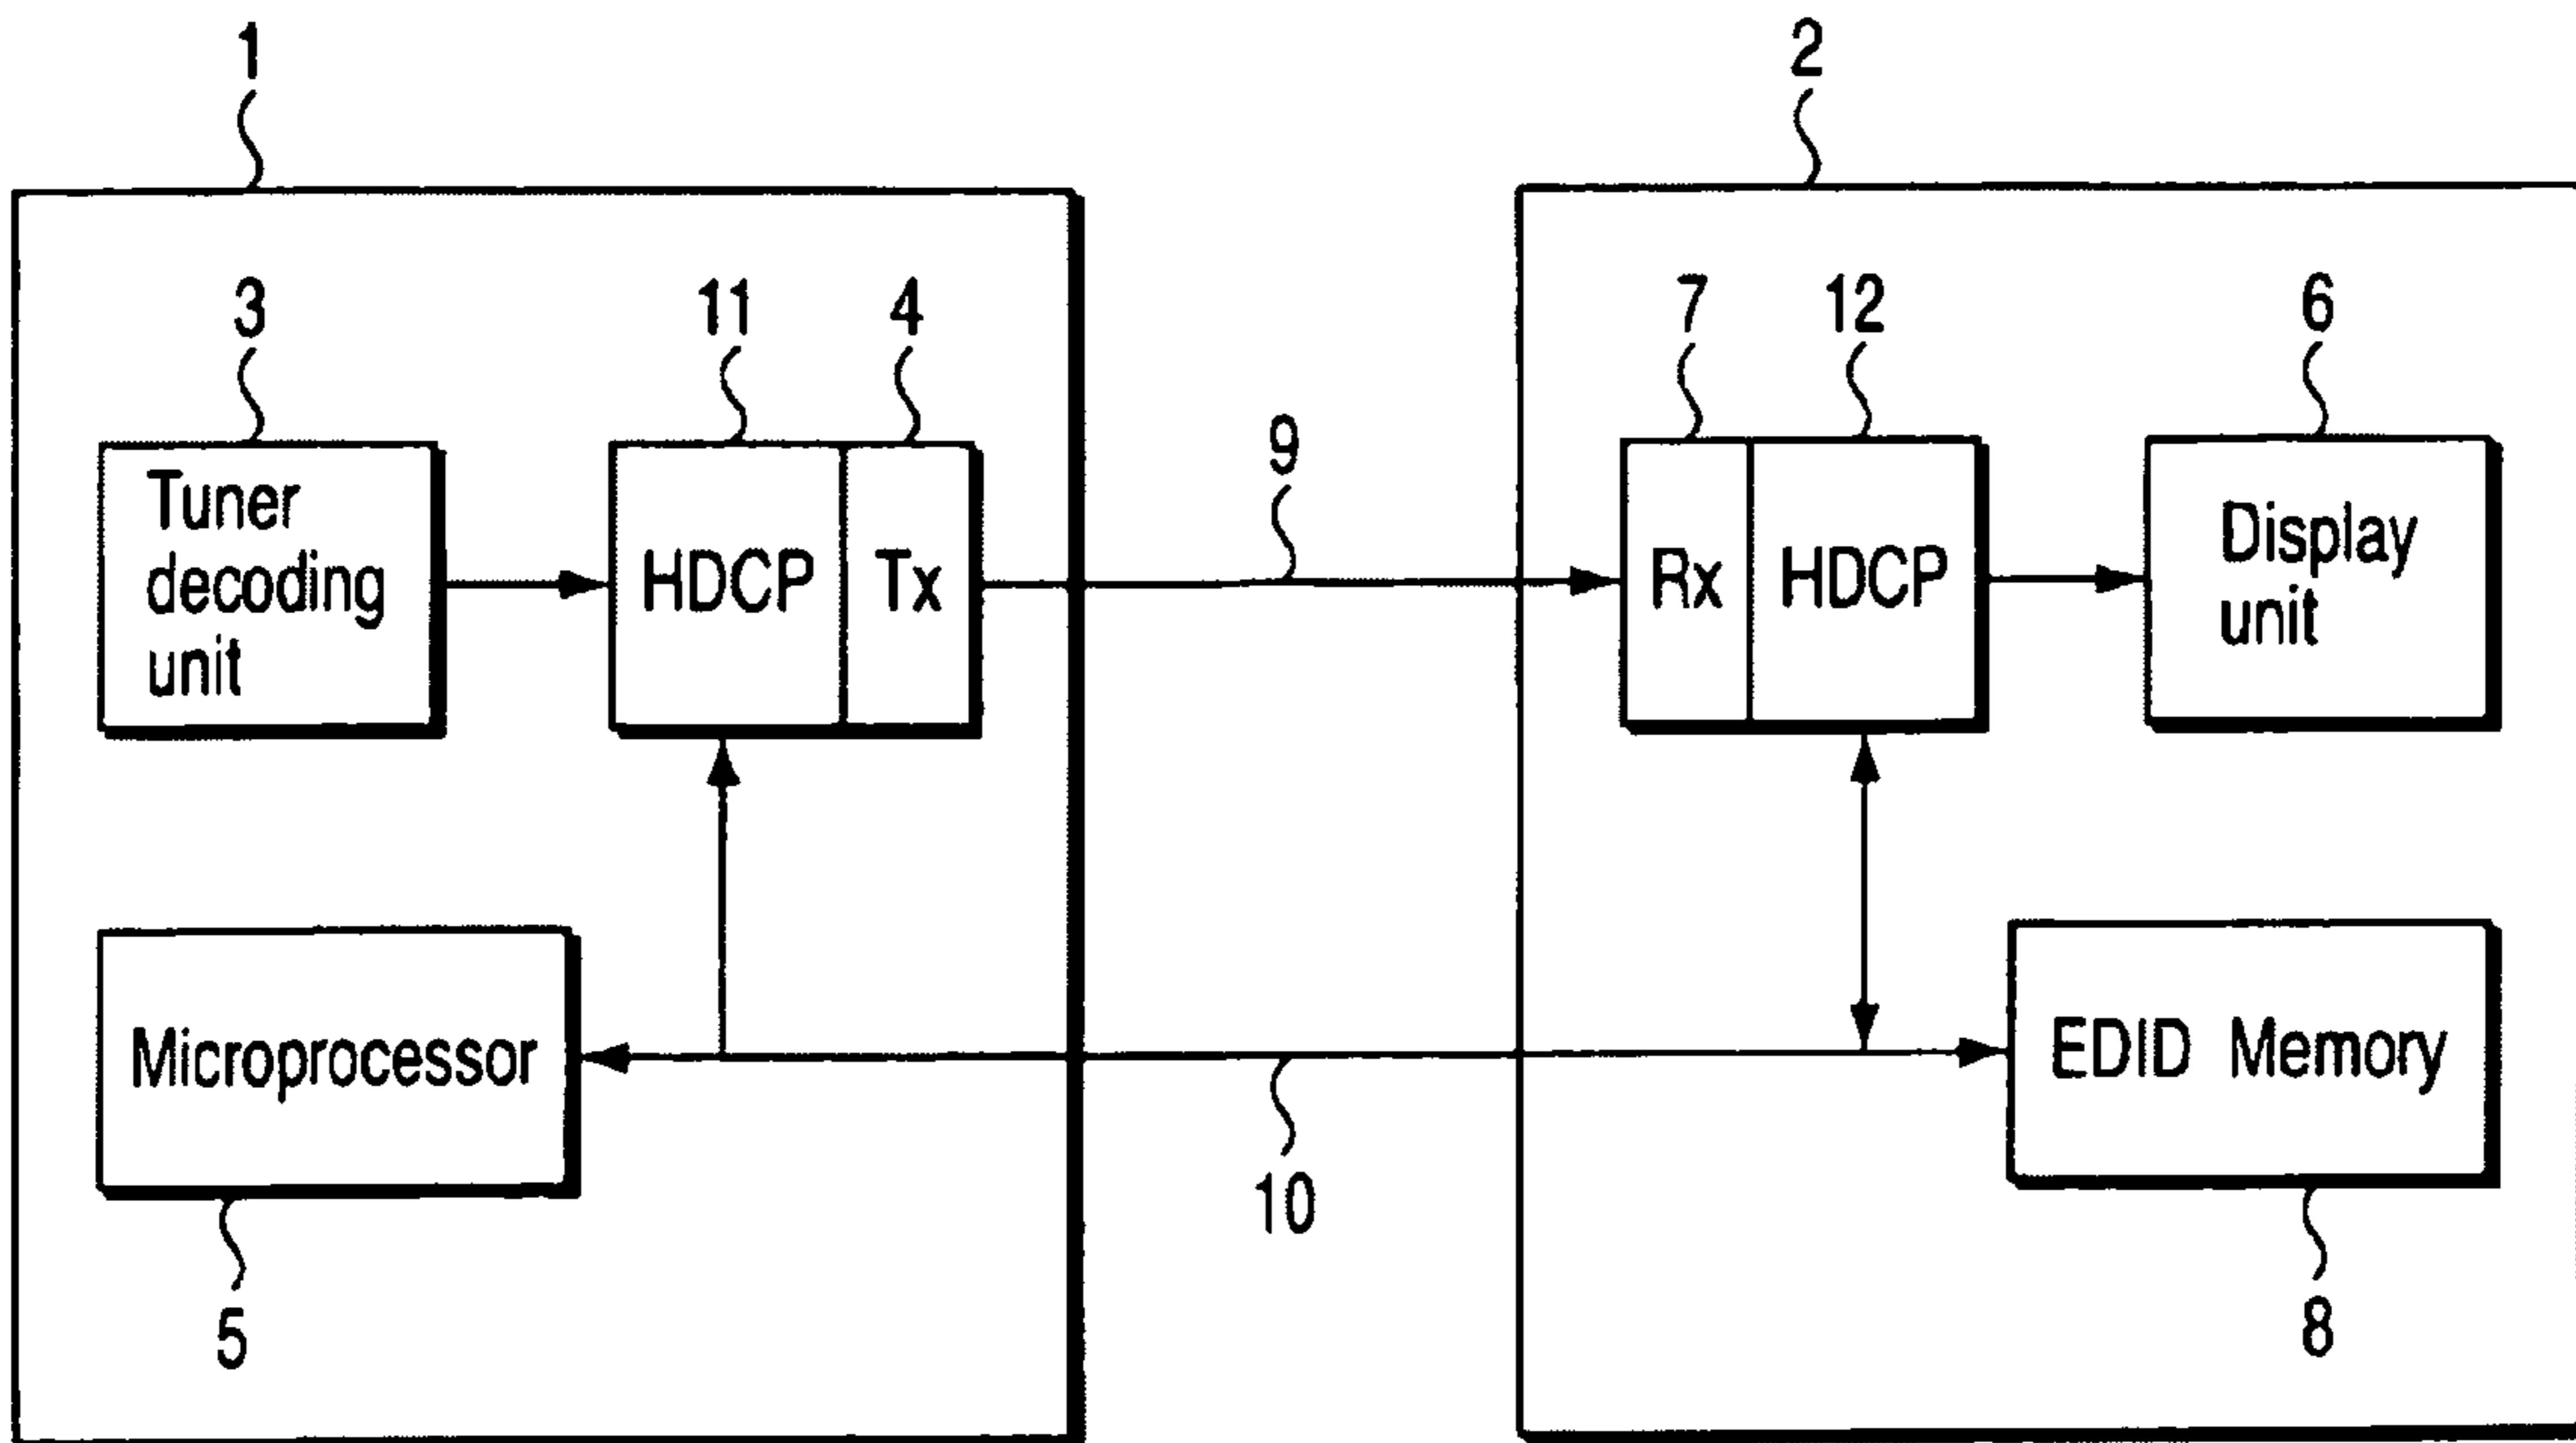 1
2
3
11
4
7
12
6
9
Tuner
decoding
unit
HDCP
Tx
Rx
HDCP
Display
unit
Microprocessor
EDID Memory
10
5
8